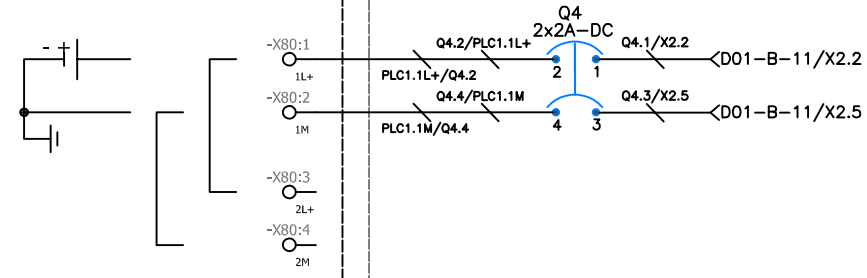 Q4
2x2A-DC
- +
-X80:1
1L+
Q4.2/PLC1.1L+
PLC1.1L+/Q4.2
2
1
Q4.1/X2.2
D01-B-11/X2.2
-X80:2
1M
Q4.4/PLC1.1M
PLC1.1M/Q4.4
4
3
Q4.3/X2.5
D01-B-11/X2.5
-X80:3
2L+
-X80:4
2M